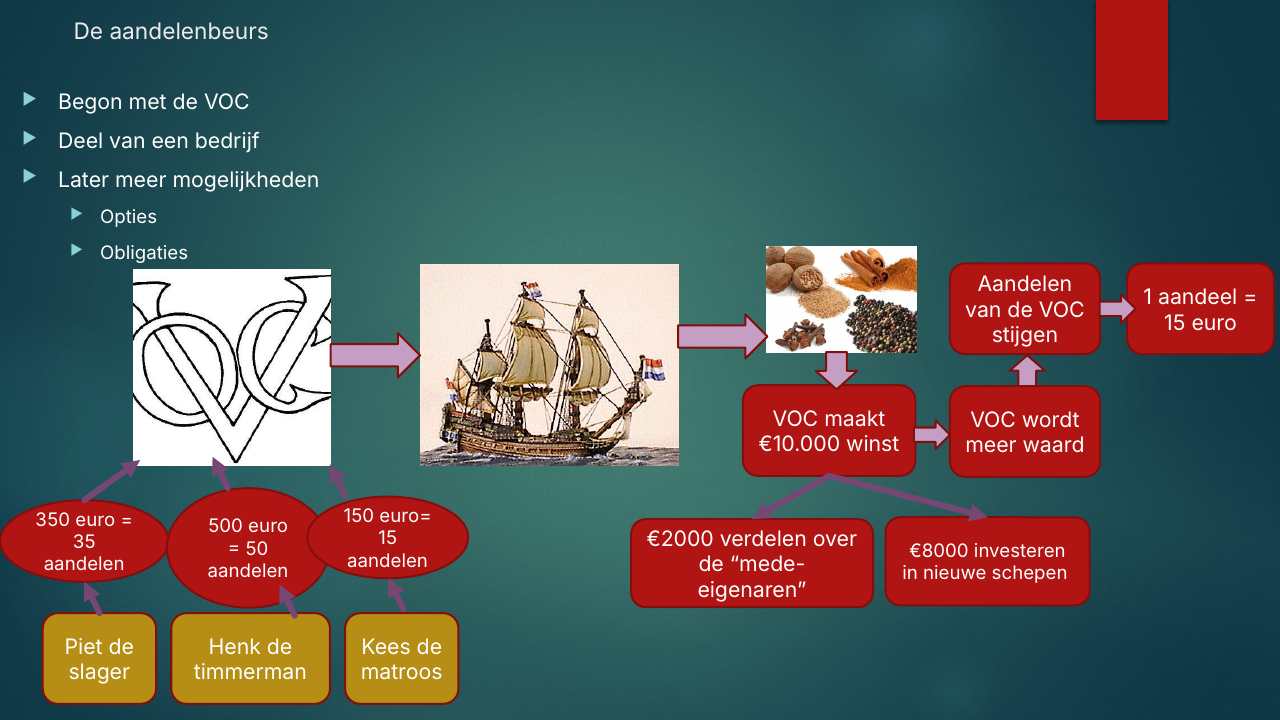 De aandelenbeurs
Begon met de VOC
Deel van een bedrijf
Later meer mogelijkheden
Opties
Obligaties
VOC
350 euro =
35
aandelen
500 euro
= 50
aandelen
150 euro=
15
aandelen
Piet de
slager
Henk de
timmerman
Kees de
matroos
VOC maakt
€10.000 winst
VOC wordt
meer waard
Aandelen
van de VOC
stijgen
1 aandeel =
15 euro
€2000 verdelen over
de “mede-
eigenaren”
€8000 investeren
in nieuwe schepen